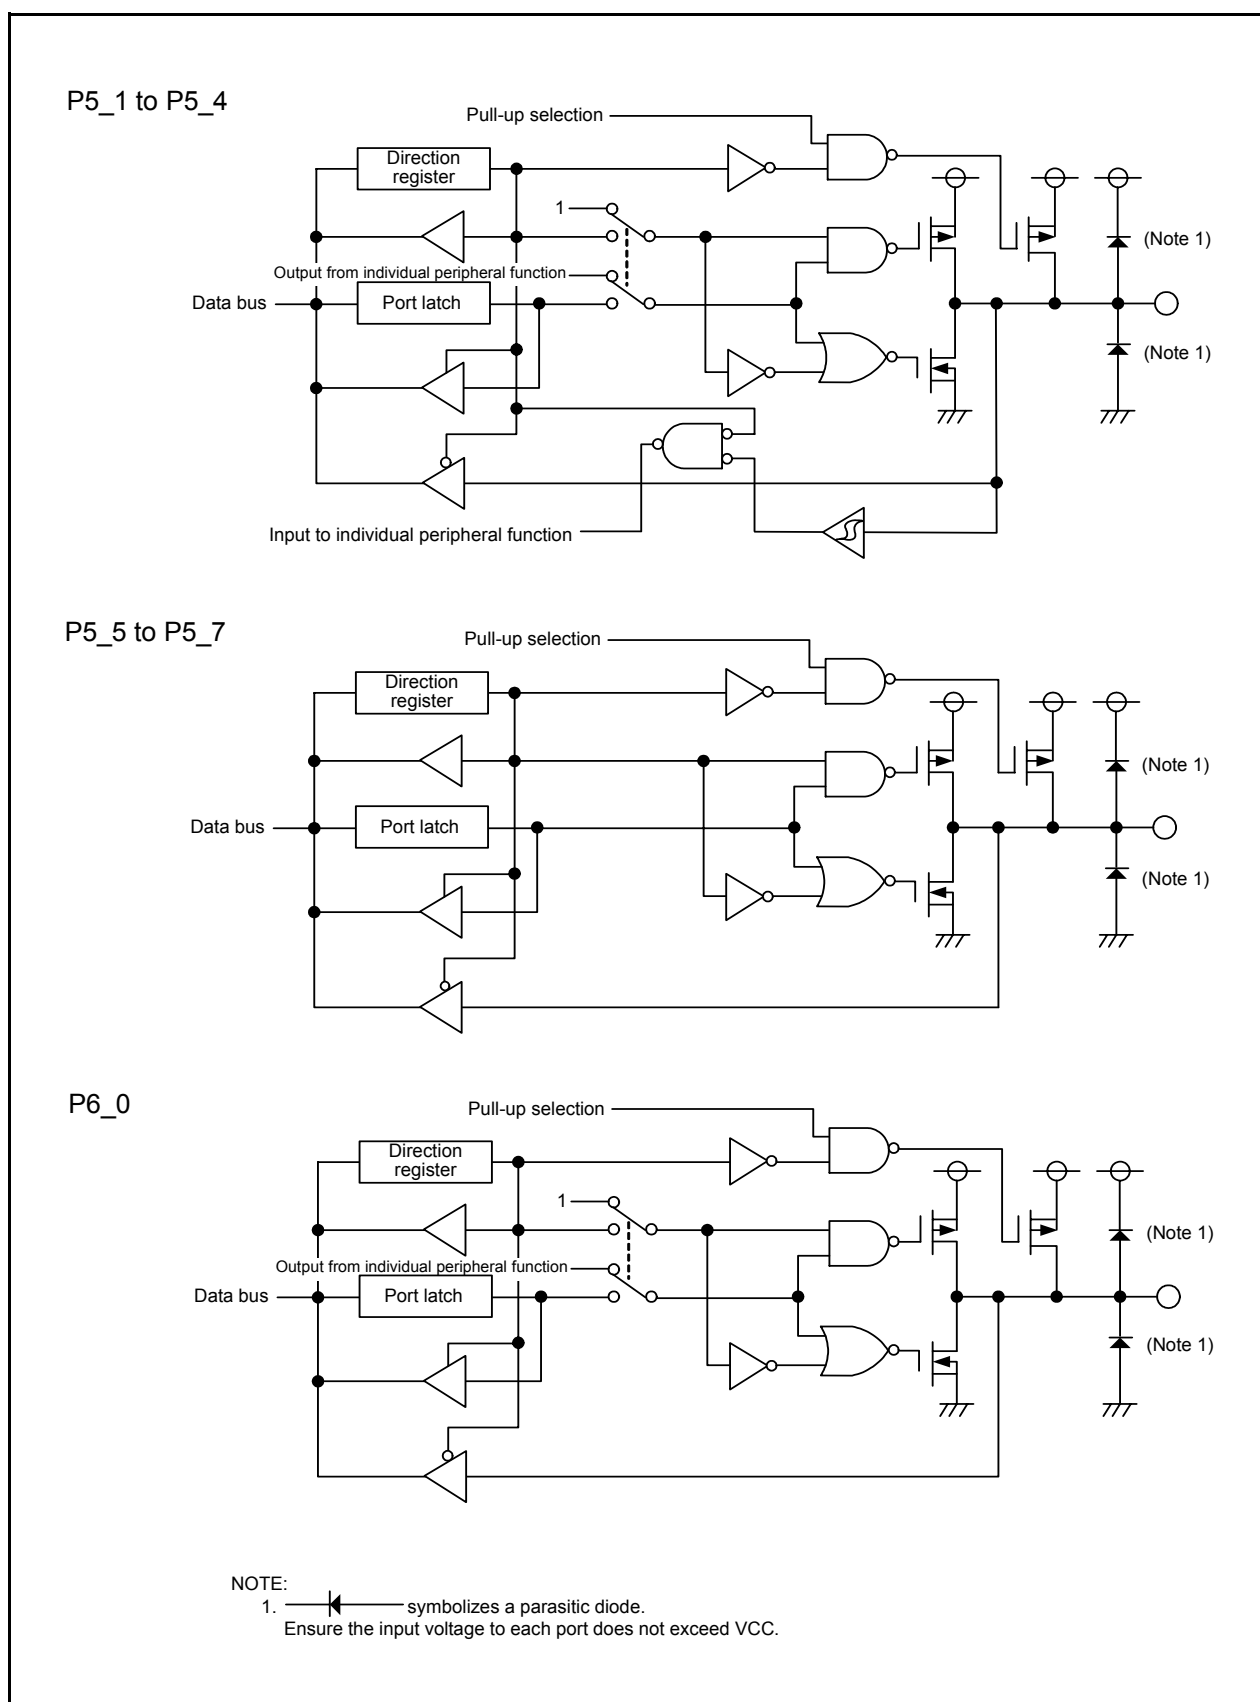 P5_1 to P5_4
Pull-up selection
Direction
register
1
(Note 1)
Output from individual peripheral function
Data bus
Port latch
(Note 1)
Input to individual peripheral function
P5_5 to P5_7
Pull-up selection
Direction
register
(Note 1)
Data bus
Port latch
(Note 1)
P6_0
Pull-up selection
Direction
register
1
(Note 1)
Output from individual peripheral function
Data bus
Port latch
(Note 1)
NOTE:
1. symbolizes a parasitic diode.
Ensure the input voltage to each port does not exceed VCC.